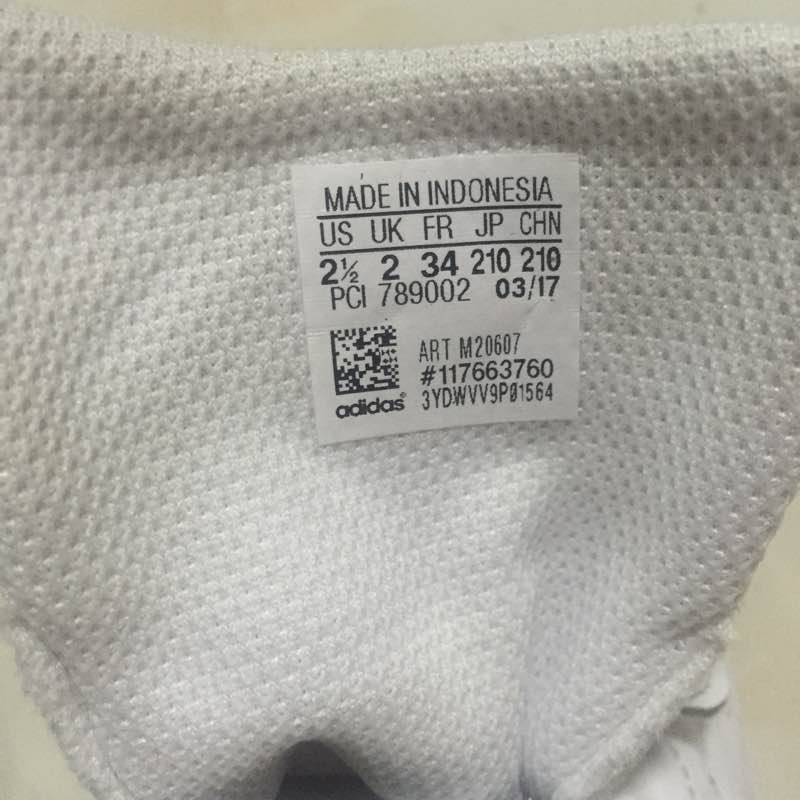 MADE IN INDONESIA
US UK FR JP CHN
2½ 2 34 210 210
PCI 789002 03/17
ART M20607
#117663760
adidas 3YDWVV9P01564